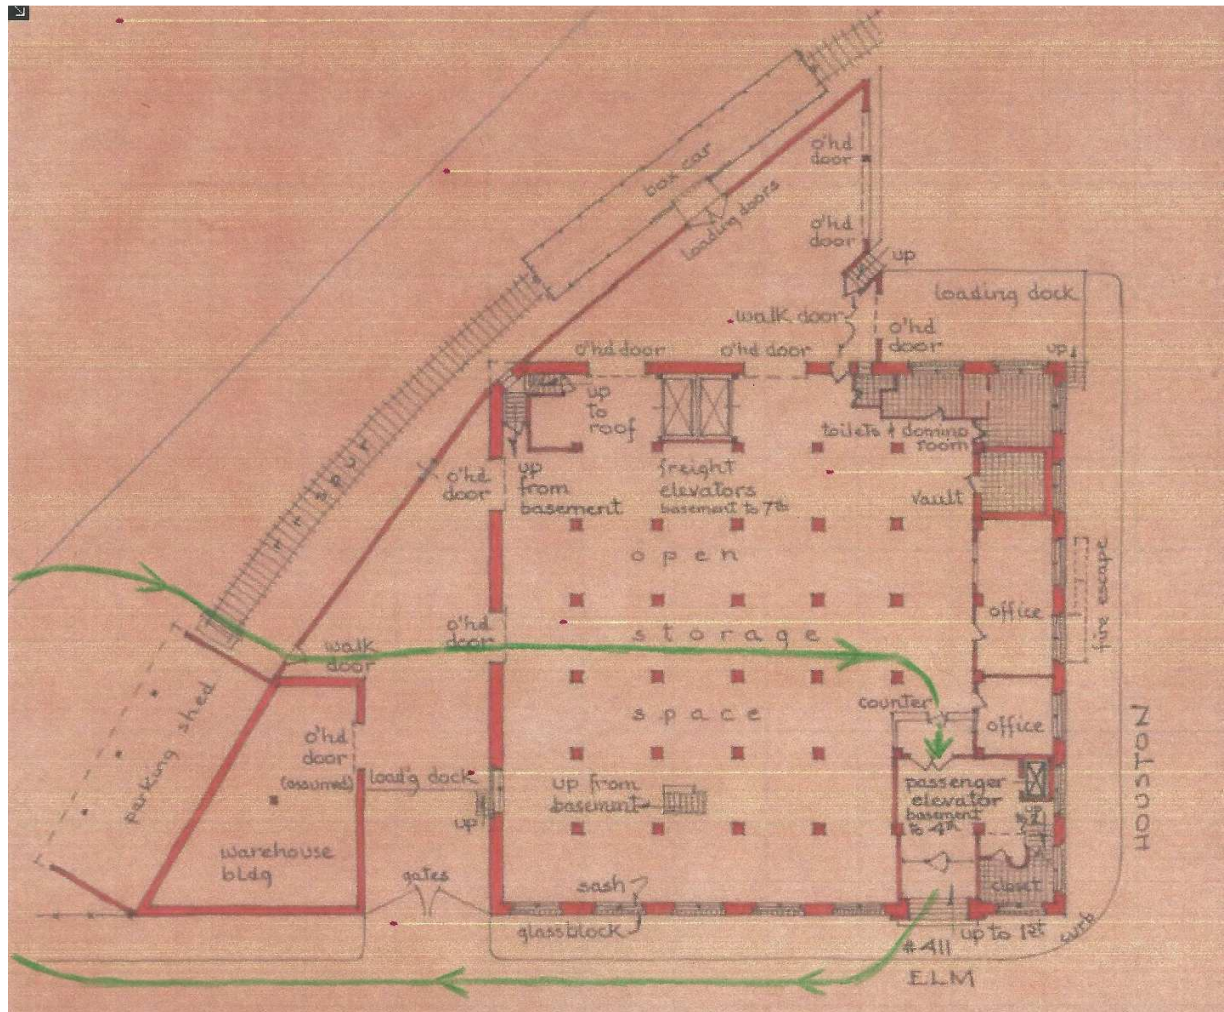 box car
loading doors
o'hd
door
o'hd
door
up
loading dock
walk door
o'hd
door
up
o'hd door
o'hd door
up
to
roof
toilets & domino
room
R R SPUR
o'hd
door
up
from
basement
freight
elevators
basement to 7th
vault
open
office
fire escape
o'hd
door
storage
walk
door
parking shed
space
counter
office
HOUSTON
o'hd
door
(assumed)
load'g dock
up
up from
basement
passenger
elevator
basement
to 4th
warehouse
bldg
gates
sash
closet
glass block
#411
up to 1st
curb
ELM